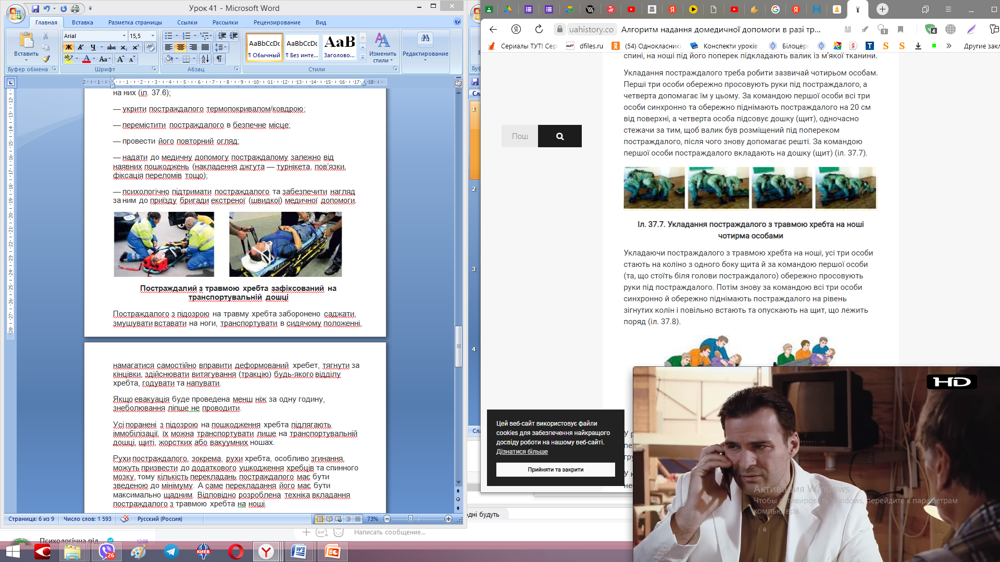 Урок 41 - Microsoft Word
Главная
Вставка
Разметка страницы
Ссылки
Рассылки
Рецензирование
Вид
Вставить
Буфер обмена
Arial
15,5
Шрифт
Абзац
AaBbCcDc
¶ Обычный
AaBbCcDc
¶ Без инте...
АаВ
Заголово...
Изменить
стили
Стили
Редактирование
на них (іл. 37.6);
— укрити постраждалого термопокривалом/ковдрою;
— перемістити постраждалого в безпечне місце;
— провести його повторний огляд;
— надати до медичну допомогу постраждалому залежно від
наявних пошкоджень (накладення джгута — турнікета, пов'язки,
фіксація переломів тощо);
— психологічно підтримати постраждалого та забезпечити нагляд
за ним до приїзду бригади екстреної (швидкої) медичної допомоги.
Постраждалий з травмою хребта зафіксований на
транспортувальній дошці
Постраждалого з підозрою на травму хребта заборонено саджати,
змушувати вставати на ноги, транспортувати в сидячому положенні,
намагатися самостійно вправити деформований хребет, тягнути за
кінцівки, здійснювати витягування (тракцію) будь-якого відділу
хребта, годувати та напувати.
Якщо евакуація буде проведена менш ніж за одну годину,
знеболювання ліпше не проводити.
Усі поранені з підозрою на пошкодження хребта підлягають
іммобілізації, їх можна транспортувати лише на транспортувальній
дошці, щиті, жорстких або вакуумних ношах.
Рухи постраждалого, зокрема, рухи хребта, особливо згинання,
можуть призвести до додаткового ушкодження хребців та спинного
мозку, тому кількість перекладань постраждалого має бути
зведеною до мінімуму. А саме перекладання його має бути
максимально щадним. Відповідно розроблена техніка вкладання
постраждалого з травмою хребта на ноші.
Страница: 6 из 9
Число слов: 1 593
Русский (Россия)
73%
1
2
3
4
uahistory.co
Алгоритм надання домедичної допомоги в разі тр...
Сериалы ТУТ! Сер
dfiles.ru
(54) Одноклассник
Конспекти уроків
Білоцер
Другие закл
спині, на ноші під його поперек підкладають валик із м’якої тканини.
Укладання постраждалого треба робити зазвичай чотирьом особам.
Перші три особи обережно просовують руки під постраждалого, а
четверта допомагає їм у цьому. За командою першої особи всі три
особи синхронно та обережно піднімають постраждалого на 20 см
від поверхні, а четверта особа підсовує дошку (щит), одночасно
стежачи за тим, щоб валик був розміщений під попереком
постраждалого, після чого знову допомагає решті. За командою
першої особи постраждалого вкладають на дошку (щит) (іл. 37.7).
Пош
Іл. 37.7. Укладання постраждалого з травмою хребта на ноші
чотирма особами
Укладаючи постраждалого з травмою хребта на ноші, усі три особи
стають на коліно з одного боку щита й за командою першої особи
(та, що стоїть біля голови постраждалого) обережно просовують
руки під постраждалого. Потім знову за командою всі три особи
синхронно й обережно піднімають постраждалого на рівень
зігнутих колін і повільно встають та опускають на щит, що лежить
поряд (іл. 37.8).
Цей веб-сайт використовує файли
cookies для забезпечення найкращого
досвіду роботи на нашому веб-сайті.
Дізнатися більше
Прийняти та закрити
HD
Активация Windows
Чтобы активировать Windows, перейдите к параметрам
компьютера.
одні будуть
GIF
Написать сообщение...
Психологічна під...
12:08
26
КИЕВ